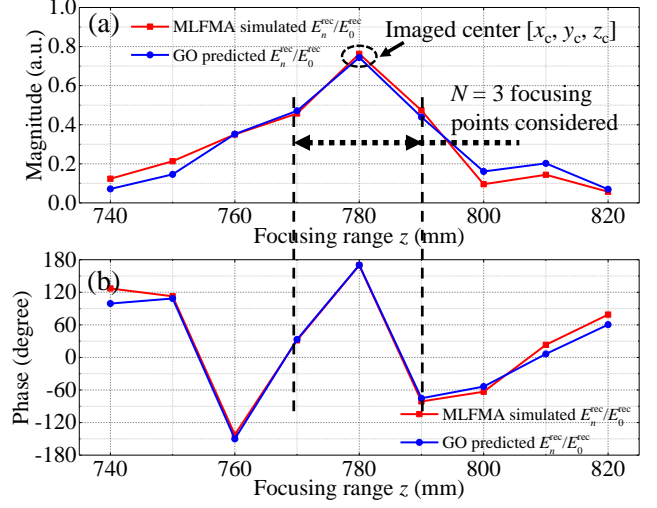 (a)
MLFMA simulated E_n^rec/E_0^rec
GO predicted E_n^rec/E_0^rec
Imaged center [x_c, y_c, z_c]
N = 3 focusing
points considered
Magnitude (a.u.)
1.0
0.8
0.6
0.4
0.2
0.0
740 760 780 800 820
Focusing range z (mm)
(b)
Phase (degree)
180
120
60
0
-60
-120
-180
MLFMA simulated E_n^rec/E_0^rec
GO predicted E_n^rec/E_0^rec
740 760 780 800 820
Focusing range z (mm)